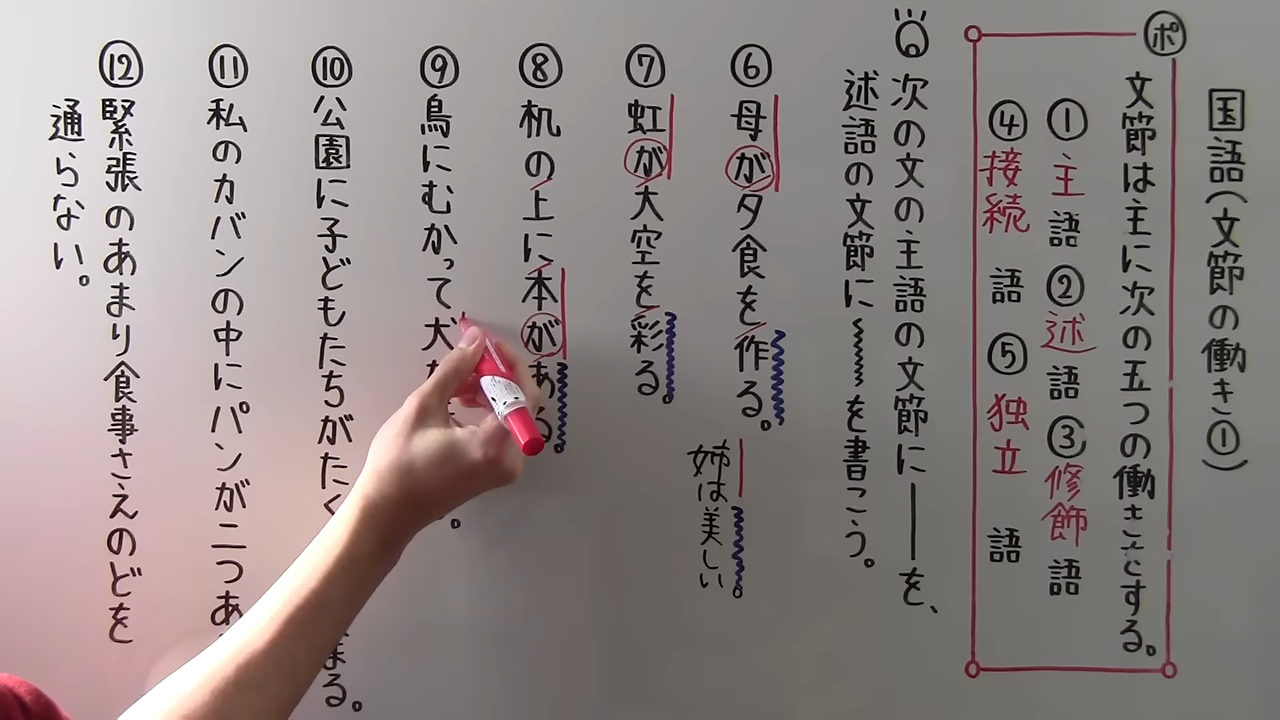 国語(文節の働き①)
ポ
文節は主に次の五つの働きをする。
①主語②述語③修飾語
④接続語⑤独立語
次の文の主語の文節に――を、
述語の文節に〰〰を書こう。
⑥母が夕食を作る。
姉は美しい。
⑦虹が大空を彩る。
⑧机の上に本がある。
⑨鳥にむかって犬が
⑩公園に子どもたちがたく
まる。
⑪私のカバンの中にパンが二つあ
⑫緊張のあまり食事さえのどを
通らない。